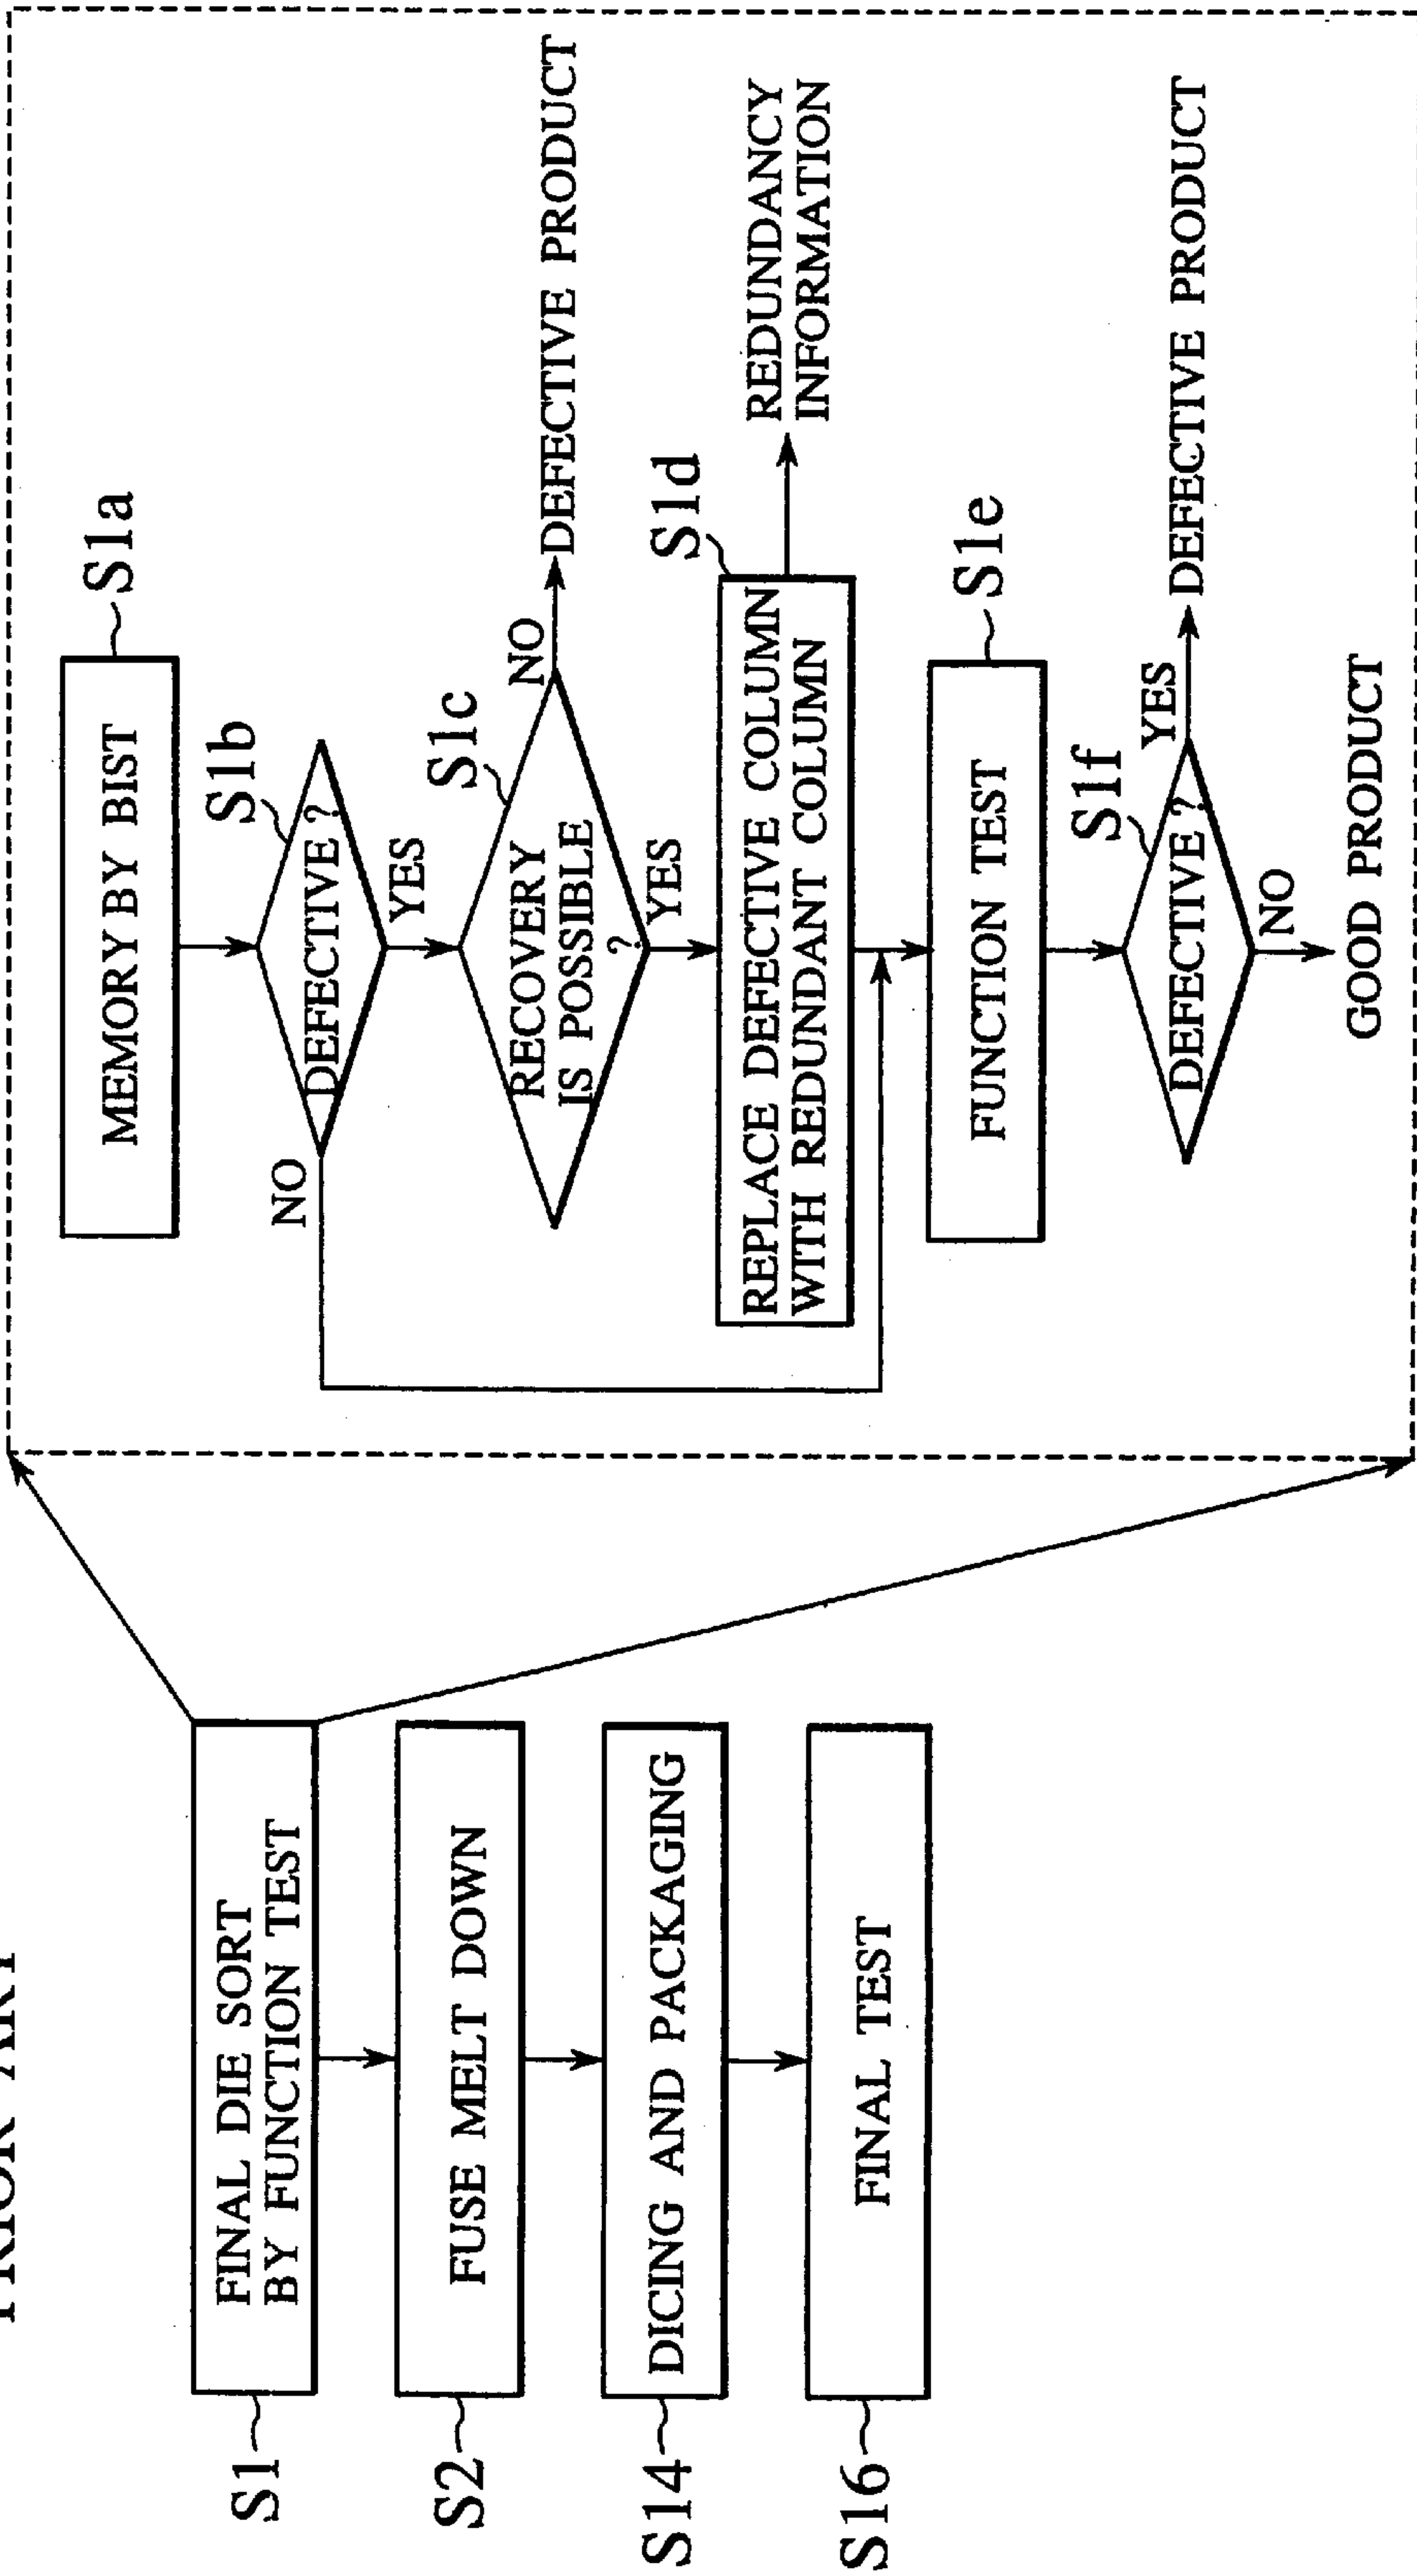 PRIOR ART
S1
FINAL DIE SORT
BY FUNCTION TEST
S2
FUSE MELT DOWN
S14
DICING AND PACKAGING
S16
FINAL TEST
S1a
MEMORY BY BIST
S1b
DEFECTIVE ?
NO
YES
S1c
RECOVERY
IS POSSIBLE
?
NO
DEFECTIVE PRODUCT
YES
S1d
REPLACE DEFECTIVE COLUMN
WITH REDUNDANT COLUMN
REDUNDANCY
INFORMATION
S1e
FUNCTION TEST
S1f
DEFECTIVE ?
YES
DEFECTIVE PRODUCT
NO
GOOD PRODUCT